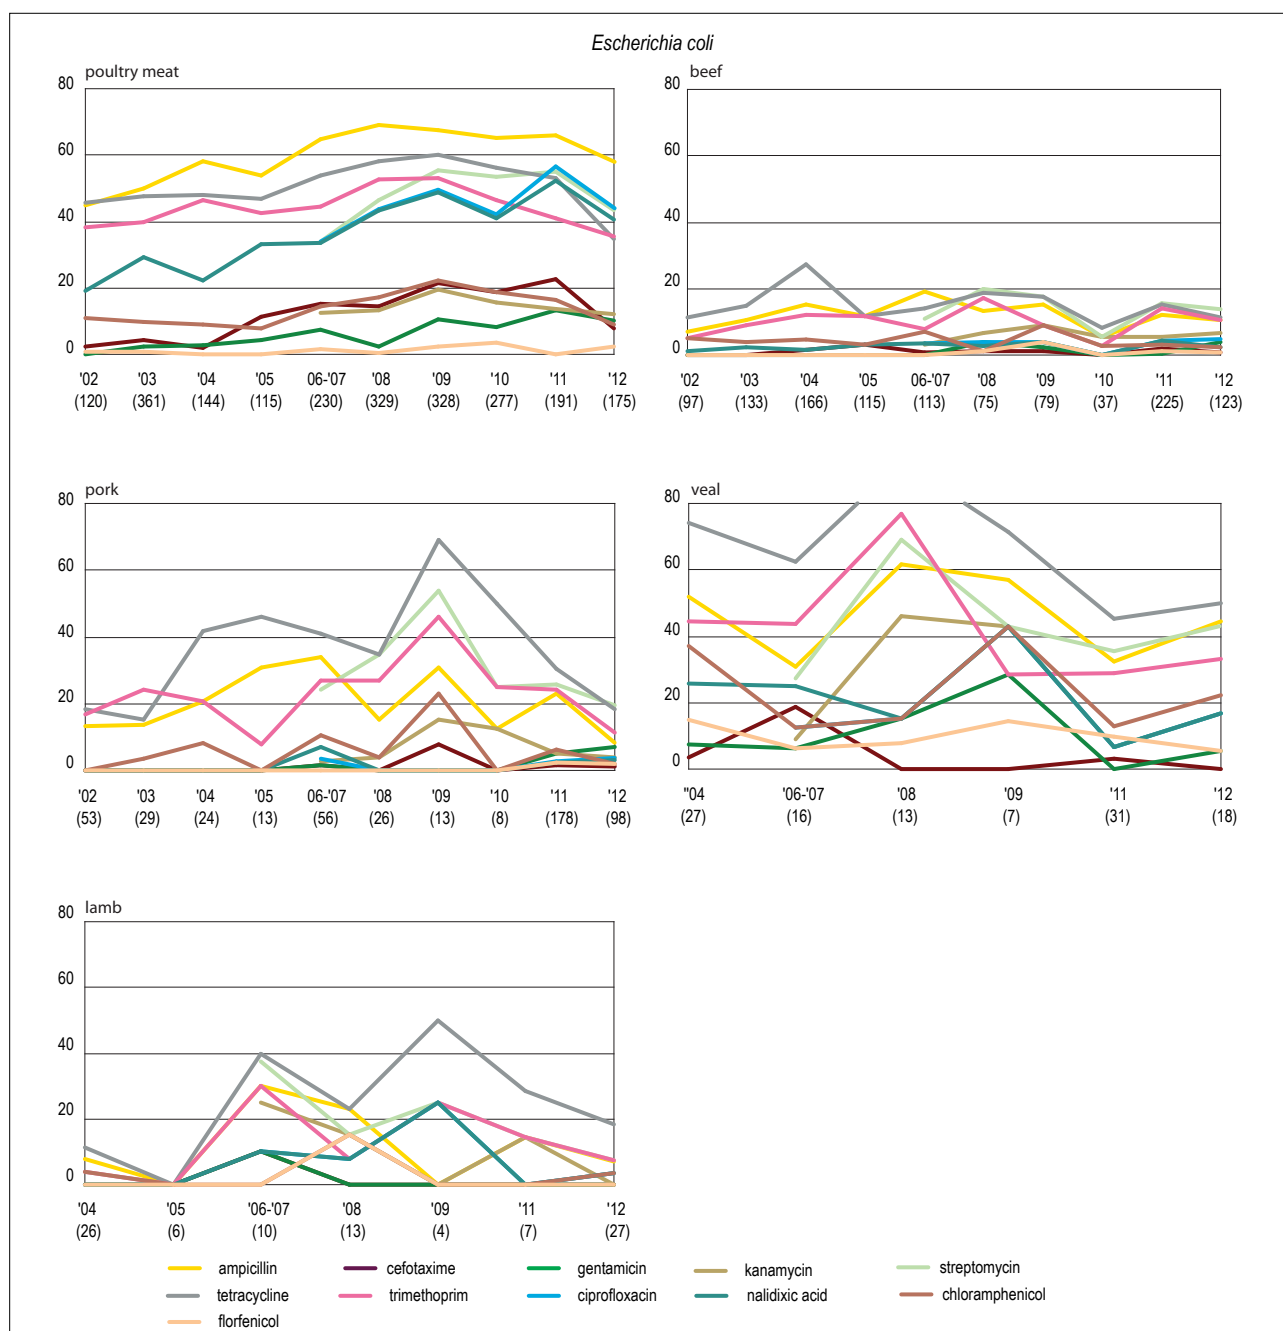 Escherichia coli
poultry meat
80
60
40
20
0
'02 '03 '04 '05 06-'07 '08 '09 '10 '11 '12
(120) (361) (144) (115) (230) (329) (328) (277) (191) (175)
beef
80
60
40
20
0
'02 '03 '04 '05 06-'07 '08 '09 '10 '11 '12
(97) (133) (166) (115) (113) (75) (79) (37) (225) (123)
pork
80
60
40
20
0
'02 '03 '04 '05 06-'07 '08 '09 '10 '11 '12
(53) (29) (24) (13) (56) (26) (13) (8) (178) (98)
veal
80
60
40
20
0
"04 '06-'07 '08 '09 '11 '12
(27) (16) (13) (7) (31) (18)
lamb
80
60
40
20
0
'04 '05 '06-'07 '08 '09 '11 '12
(26) (6) (10) (13) (4) (7) (27)
ampicillin cefotaxime gentamicin kanamycin streptomycin
tetracycline trimethoprim ciprofloxacin nalidixic acid chloramphenicol
florfenicol